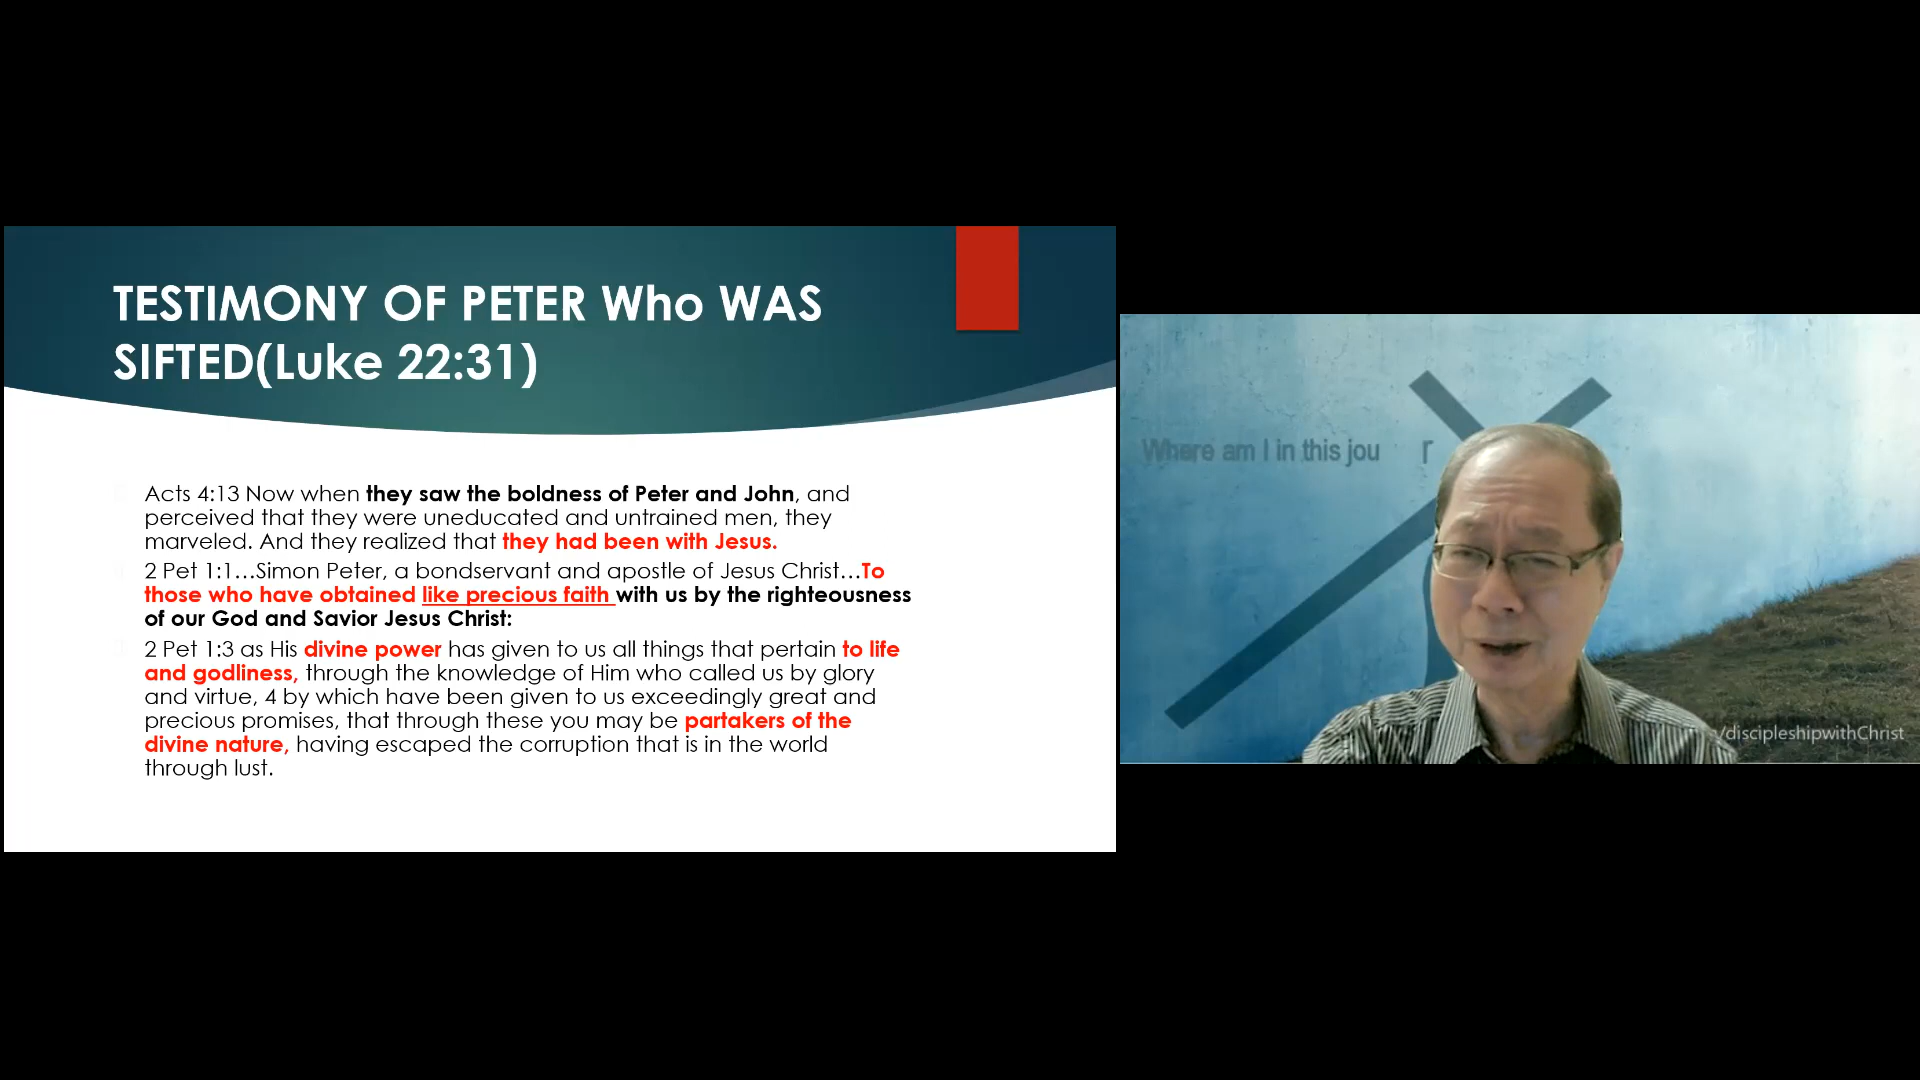 TESTIMONY OF PETER Who WAS
SIFTED(Luke 22:31)
Acts 4:13 Now when they saw the boldness of Peter and John, and
perceived that they were uneducated and untrained men, they
marveled. And they realized that they had been with Jesus.
2 Pet 1:1…Simon Peter, a bondservant and apostle of Jesus Christ…To
those who have obtained like precious faith with us by the righteousness
of our God and Savior Jesus Christ:
2 Pet 1:3 as His divine power has given to us all things that pertain to life
and godliness, through the knowledge of Him who called us by glory
and virtue, 4 by which have been given to us exceedingly great and
precious promises, that through these you may be partakers of the
divine nature, having escaped the corruption that is in the world
through lust.
Where am I in this jou r
/discipleshipwithChrist